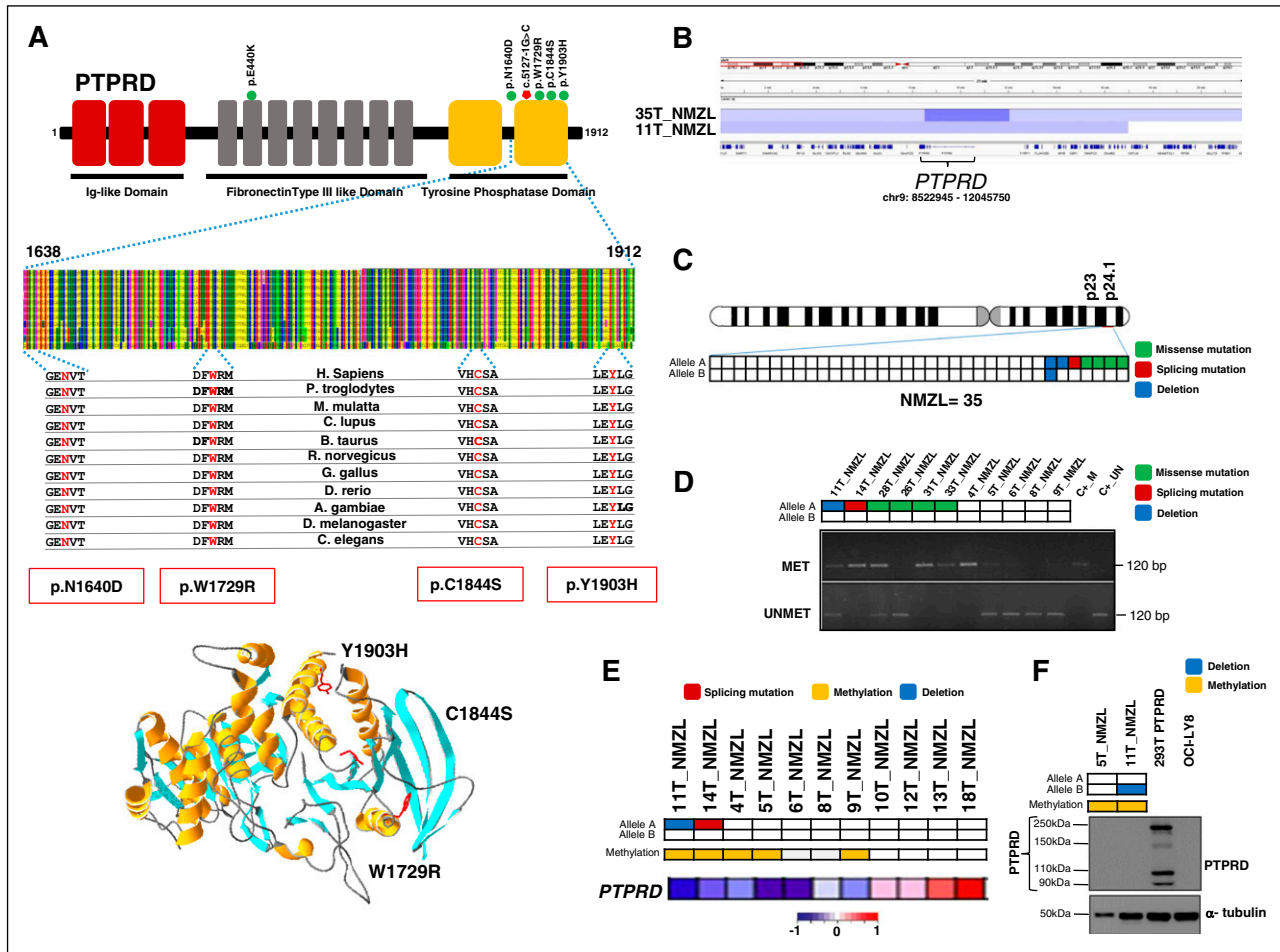 A
PTPRD
p.E440K
p.N1640D
c.5127-1G>C
p.W1729R
p.C1844S
p.Y1903H
1
1912
Ig-like Domain
FibronectinType III like Domain
Tyrosine Phosphatase Domain
1638
1912
GENVT DFWRM H. Sapiens VHCSA LEYLG
GENVT DFWRM P. troglodytes VHCSA LEYLG
GENVT DFWRM M. mulatta VHCSA LEYLG
GENVT DFWRM C. lupus VHCSA LEYLG
GENVT DFWRM B. taurus VHCSA LEYLG
GENVT DFWRM R. norvegicus VHCSA LEYLG
GENVT DFWRM G. gallus VHCSA LEYLG
GENVT DFWRM D. rerio VHCSA LEYLG
GENVT DFWRM A. gambiae VHCSA LEYLG
GENVT DFWRM D. melanogaster VHCSA LEYLG
GENVT DFWRM C. elegans VHCSA LEYLG
p.N1640D
p.W1729R
p.C1844S
p.Y1903H
Y1903H
C1844S
W1729R
B
35T_NMZL
11T_NMZL
PTPRD
chr9: 8522945 - 12045750
C
p23
p24.1
Allele A
Allele B
NMZL= 35
Missense mutation
Splicing mutation
Deletion
D
11T_NMZL
14T_NMZL
28T_NMZL
26T_NMZL
31T_NMZL
33T_NMZL
4T_NMZL
5T_NMZL
6T_NMZL
8T_NMZL
9T_NMZL
C+_M
C+_UN
Allele A
Allele B
Missense mutation
Splicing mutation
Deletion
MET
120 bp
UNMET
120 bp
E
Splicing mutation
Methylation
Deletion
11T_NMZL
14T_NMZL
4T_NMZL
5T_NMZL
6T_NMZL
8T_NMZL
9T_NMZL
10T_NMZL
12T_NMZL
13T_NMZL
18T_NMZL
Allele A
Allele B
Methylation
PTPRD
-1 0 1
F
Deletion
Methylation
5T_NMZL
11T_NMZL
293T PTPRD
OCI-LY8
Allele A
Allele B
Methylation
PTPRD
250kDa
150kDa
110kDa
90kDa
PTPRD
50kDa
α- tubulin